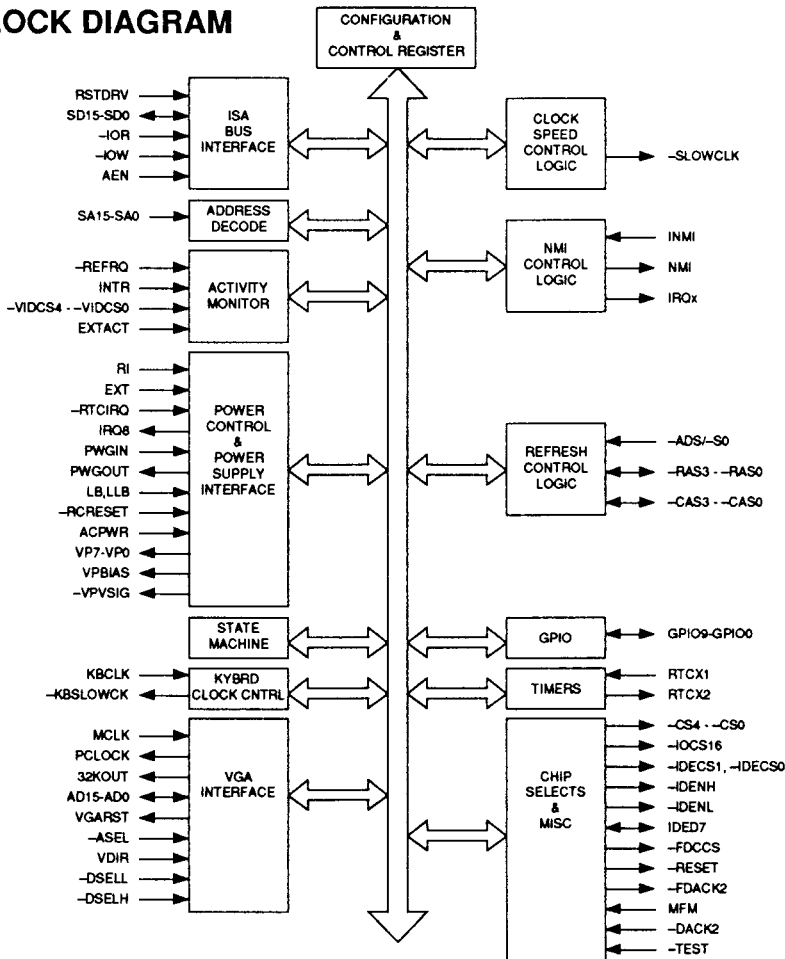 LOCK DIAGRAM
CONFIGURATION
&
CONTROL REGISTER
RSTDRV
SD15-SD0
–IOR
–IOW
AEN
ISA
BUS
INTERFACE
SA15-SA0
ADDRESS
DECODE
–REFRQ
INTR
–VIDCS4 - –VIDCS0
EXTACT
ACTIVITY
MONITOR
RI
EXT
–RTCIRQ
IRQ8
PWGIN
PWGOUT
LB,LLB
–RCRESET
ACPWR
VP7-VP0
VPBIAS
–VPVSIG
POWER
CONTROL
&
POWER
SUPPLY
INTERFACE
STATE
MACHINE
KBCLK
–KBSLOWCK
KYBRD
CLOCK CNTRL
MCLK
PCLOCK
32KOUT
AD15-AD0
VGARST
–ASEL
VDIR
–DSELL
–DSELH
VGA
INTERFACE
CLOCK
SPEED
CONTROL
LOGIC
–SLOWCLK
NMI
CONTROL
LOGIC
INMI
NMI
IRQx
REFRESH
CONTROL
LOGIC
–ADS/–S0
–RAS3 - –RAS0
–CAS3 - –CAS0
GPIO
GPIO9-GPIO0
TIMERS
RTCX1
RTCX2
CHIP
SELECTS
&
MISC
–CS4 - –CS0
–IOCS16
–IDECS1, –IDECS0
–IDENH
–IDENL
IDED7
–FDCCS
–RESET
–FDACK2
MFM
–DACK2
–TEST